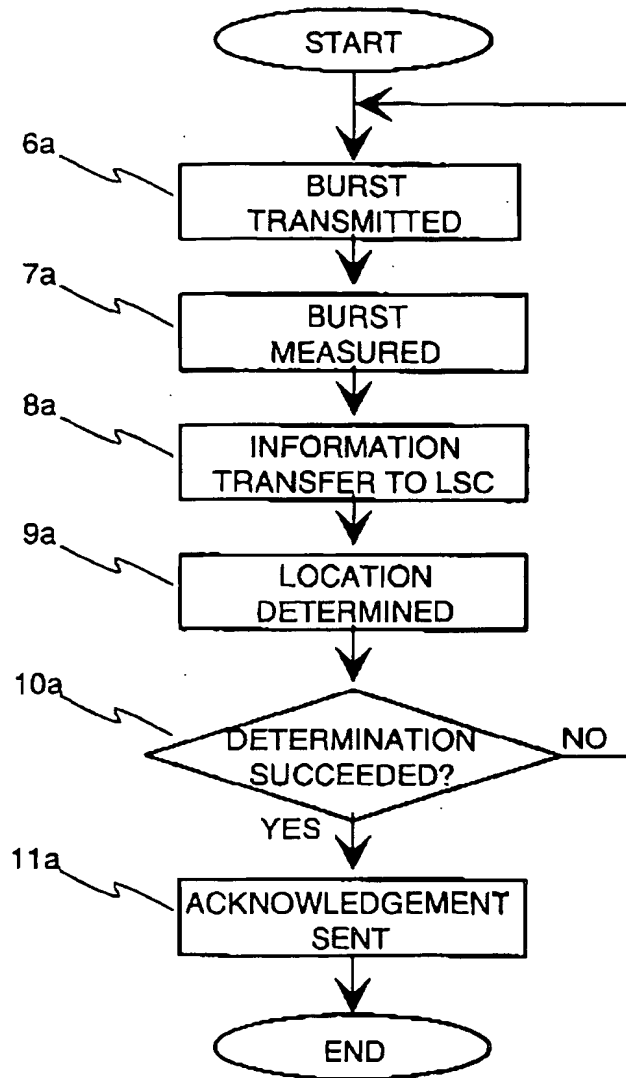 START
6a
BURST
TRANSMITTED
7a
BURST
MEASURED
8a
INFORMATION
TRANSFER TO LSC
9a
LOCATION
DETERMINED
10a
DETERMINATION
SUCCEEDED?
NO
YES
11a
ACKNOWLEDGEMENT
SENT
END